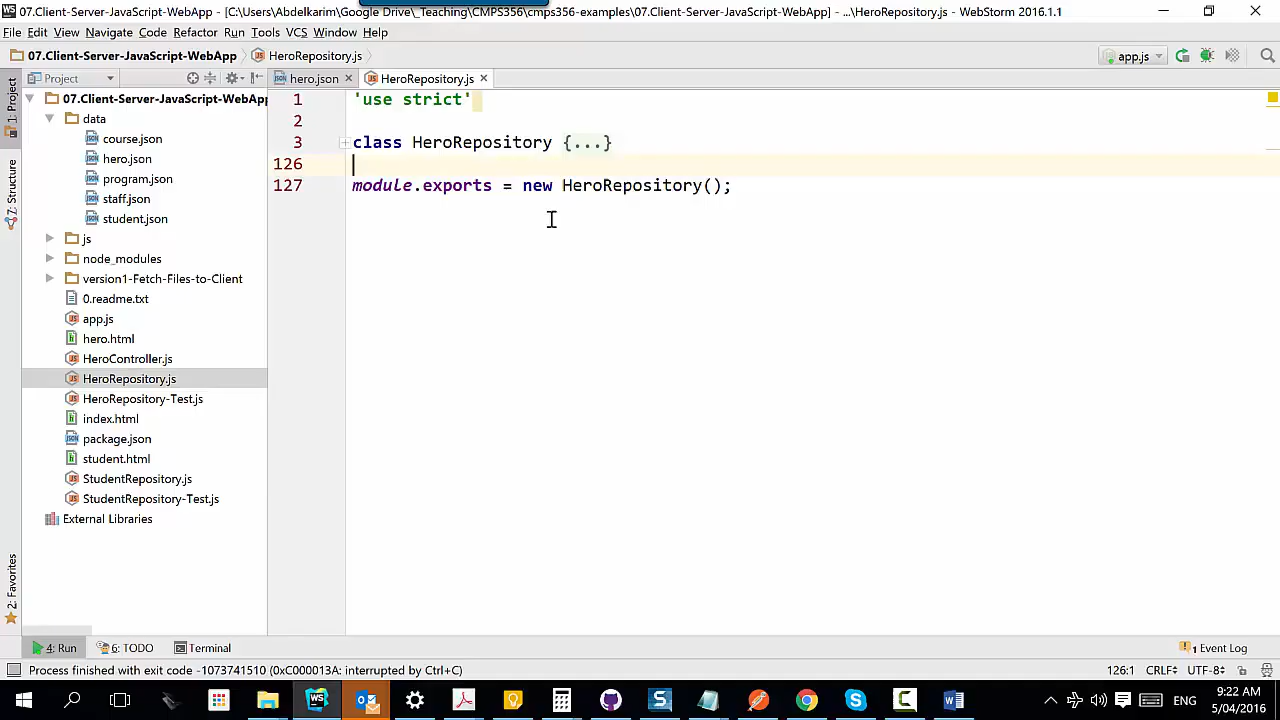 07.Client-Server-JavaScript-WebApp - [C:\Users\Abdelkarim\Google Drive\_Teaching\CMPS356\cmps356-examples\07.Client-Server-JavaScript-WebApp] - ...\HeroRepository.js - WebStorm 2016.1.1
File Edit View Navigate Code Refactor Run Tools VCS Window Help
07.Client-Server-JavaScript-WebApp HeroRepository.js app.js
Project hero.json HeroRepository.js
1: Project
7: Structure
2: Favorites
07.Client-Server-JavaScript-WebApp
data
course.json
hero.json
program.json
staff.json
student.json
js
node_modules
version1-Fetch-Files-to-Client
0.readme.txt
app.js
hero.html
HeroController.js
HeroRepository.js
HeroRepository-Test.js
index.html
package.json
student.html
StudentRepository.js
StudentRepository-Test.js
External Libraries
1 'use strict'
2
3 class HeroRepository {...}
126
127 module.exports = new HeroRepository();
4: Run 6: TODO Terminal 1 Event Log
Process finished with exit code -1073741510 (0xC000013A: interrupted by Ctrl+C) 126:1 CRLF UTF-8
ENG 9:22 AM
5/04/2016